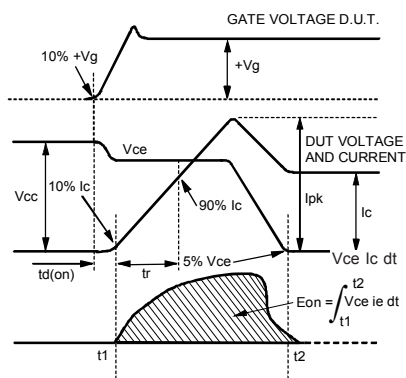 GATE VOLTAGE D.U.T.
10% +Vg
+Vg
Vce
DUT VOLTAGE
AND CURRENT
Vcc
10% Ic
90% Ic
Ipk
Ic
5% Vce
Vce Ic dt
td(on)
tr
Eon = ∫ Vce ie dt
t2
t1
t1
t2